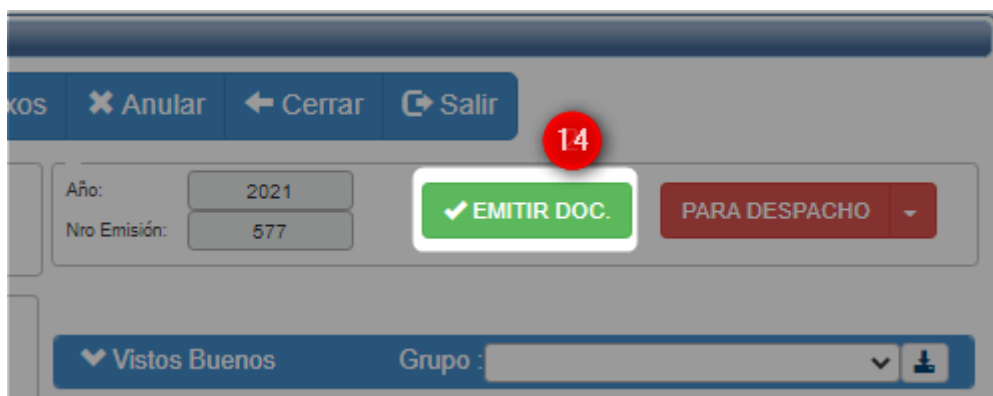 xos Anular Cerrar Salir
14
Año: 2021
Nro Emisión: 577
EMITIR DOC.
PARA DESPACHO
Vistos Buenos Grupo :